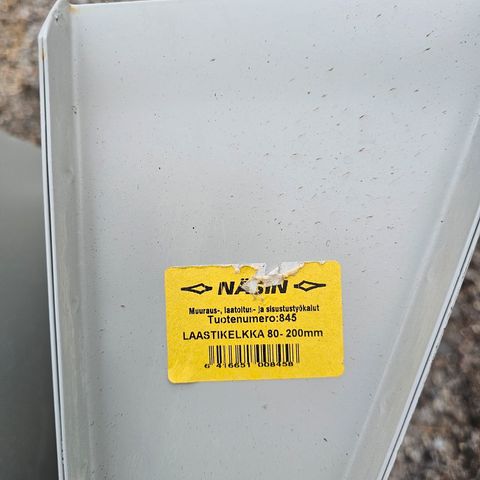 NÄSIN
Muuraus-, laatoitus- ja sisustustyökalut
Tuotenumero:845
LAASTIKELKKA 80- 200mm
6 416651 008458